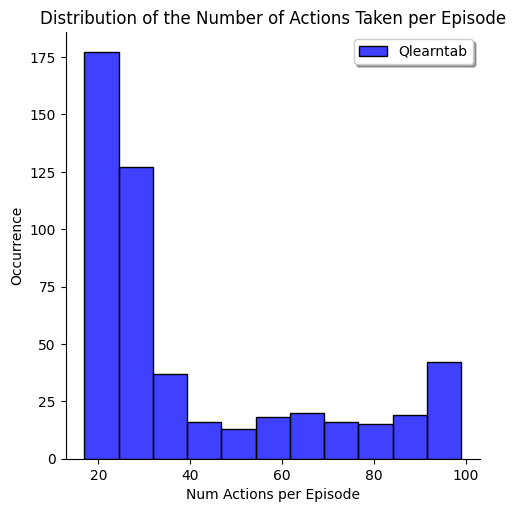 Distribution of the Number of Actions Taken per Episode
Qlearntab
Occurrence
175
150
125
100
75
50
25
0
20 40 60 80 100
Num Actions per Episode